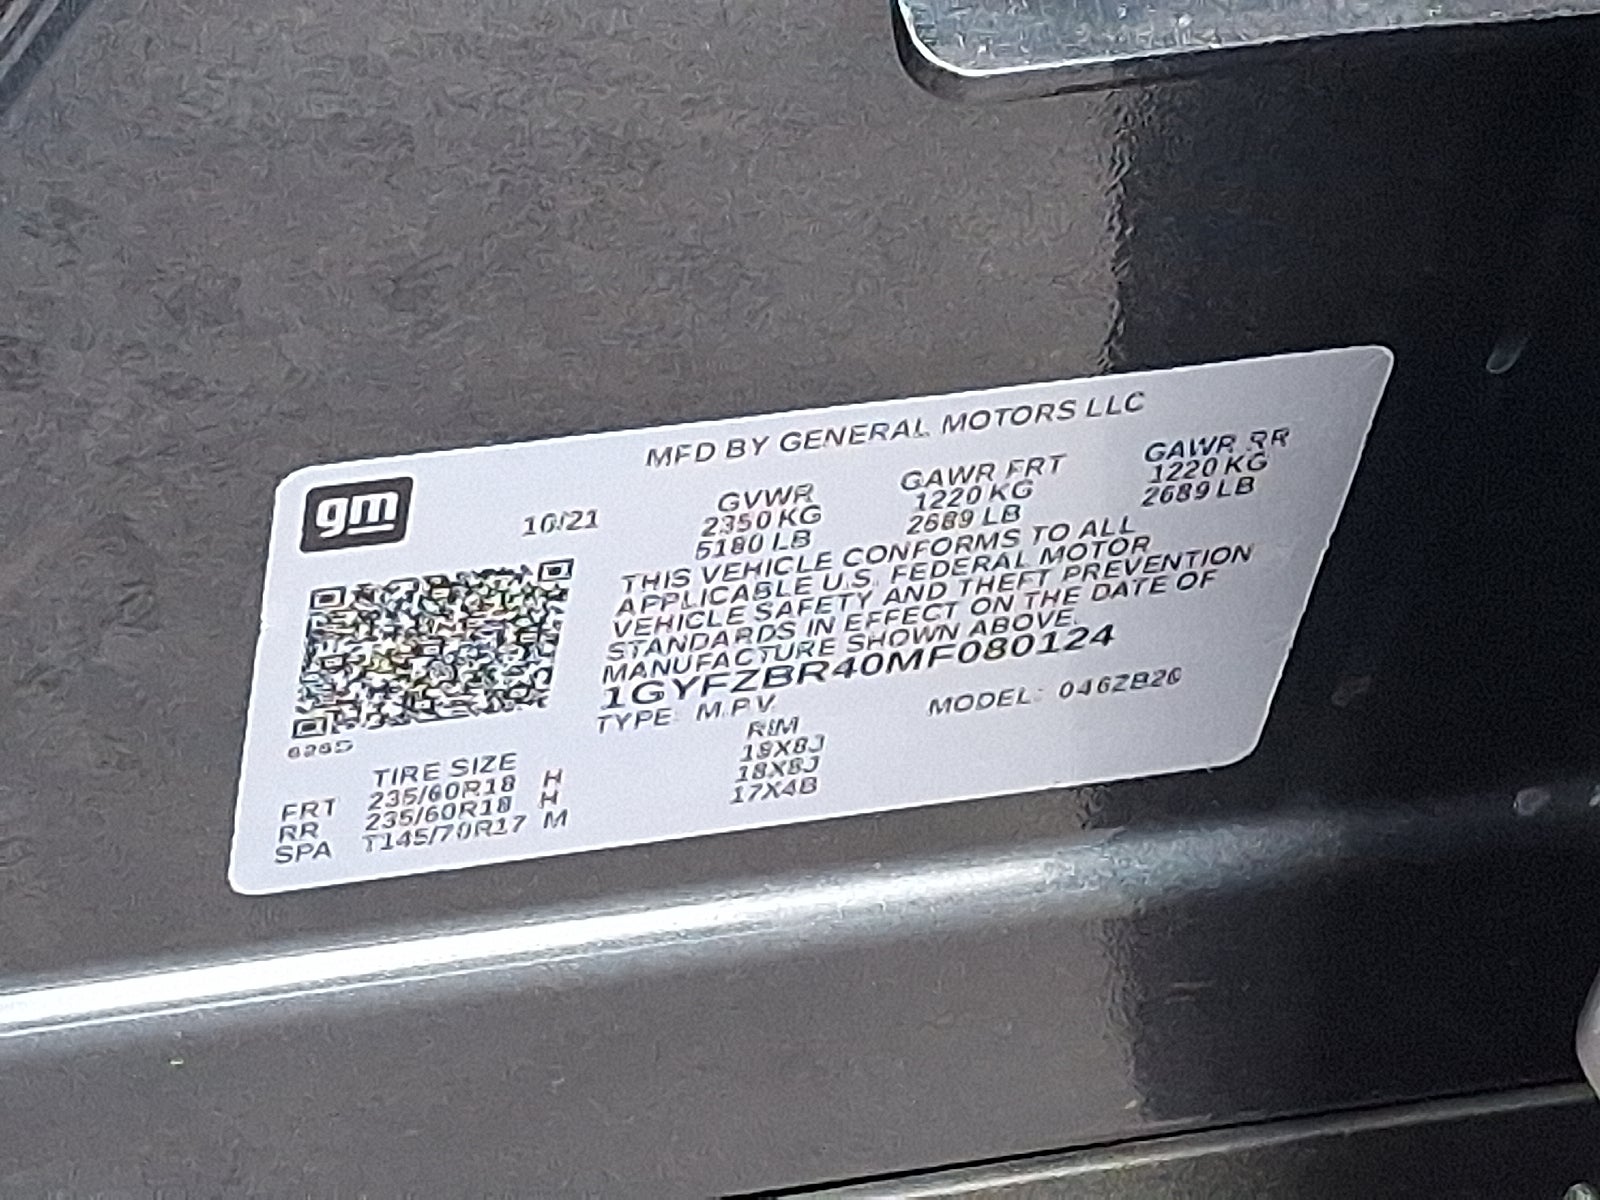 MFD BY GENERAL MOTORS LLC
gm
10/21
GVWR GAWR FRT GAWR RR
2350 KG 1220 KG 1220 KG
5180 LB 2689 LB 2689 LB
THIS VEHICLE CONFORMS TO ALL
APPLICABLE U.S. FEDERAL MOTOR
VEHICLE SAFETY AND THEFT PREVENTION
STANDARDS IN EFFECT ON THE DATE OF
MANUFACTURE SHOWN ABOVE.
1GYFZBR40MF080124
TYPE: M.P.V. MODEL: 046ZB26
TIRE SIZE RIM
FRT 235/60R18 H 18X8J
RR 235/60R18 H 18X8J
SPA T145/70R17 M 17X4B